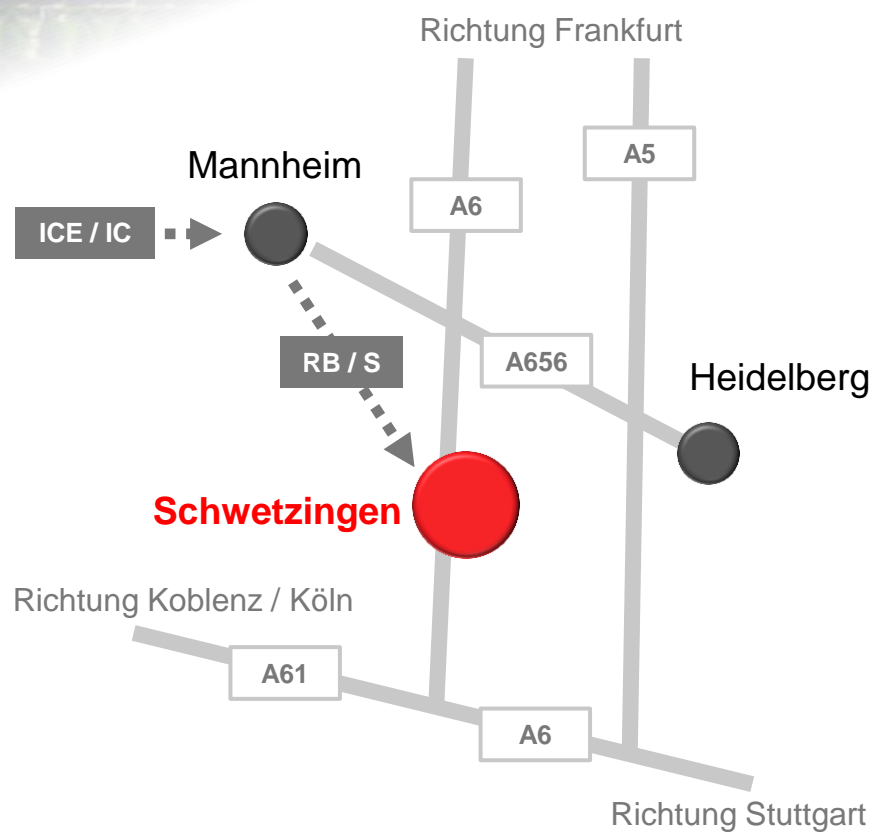 Richtung Frankfurt
A5
Mannheim
A6
ICE / IC
RB / S
A656
Heidelberg
Schwetzingen
Richtung Koblenz / Köln
A61
A6
Richtung Stuttgart